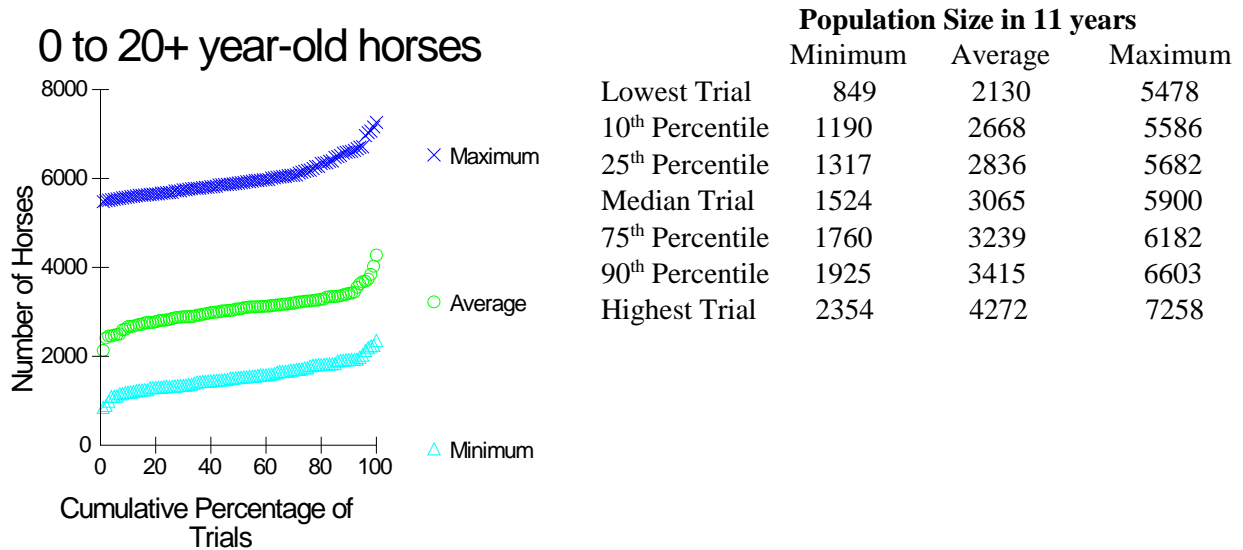 0 to 20+ year-old horses
8000
6000
4000
2000
0
Number of Horses
0 20 40 60 80 100
Cumulative Percentage of
Trials
Maximum
Average
Minimum
Population Size in 11 years
Minimum Average Maximum
Lowest Trial 849 2130 5478
10th Percentile 1190 2668 5586
25th Percentile 1317 2836 5682
Median Trial 1524 3065 5900
75th Percentile 1760 3239 6182
90th Percentile 1925 3415 6603
Highest Trial 2354 4272 7258